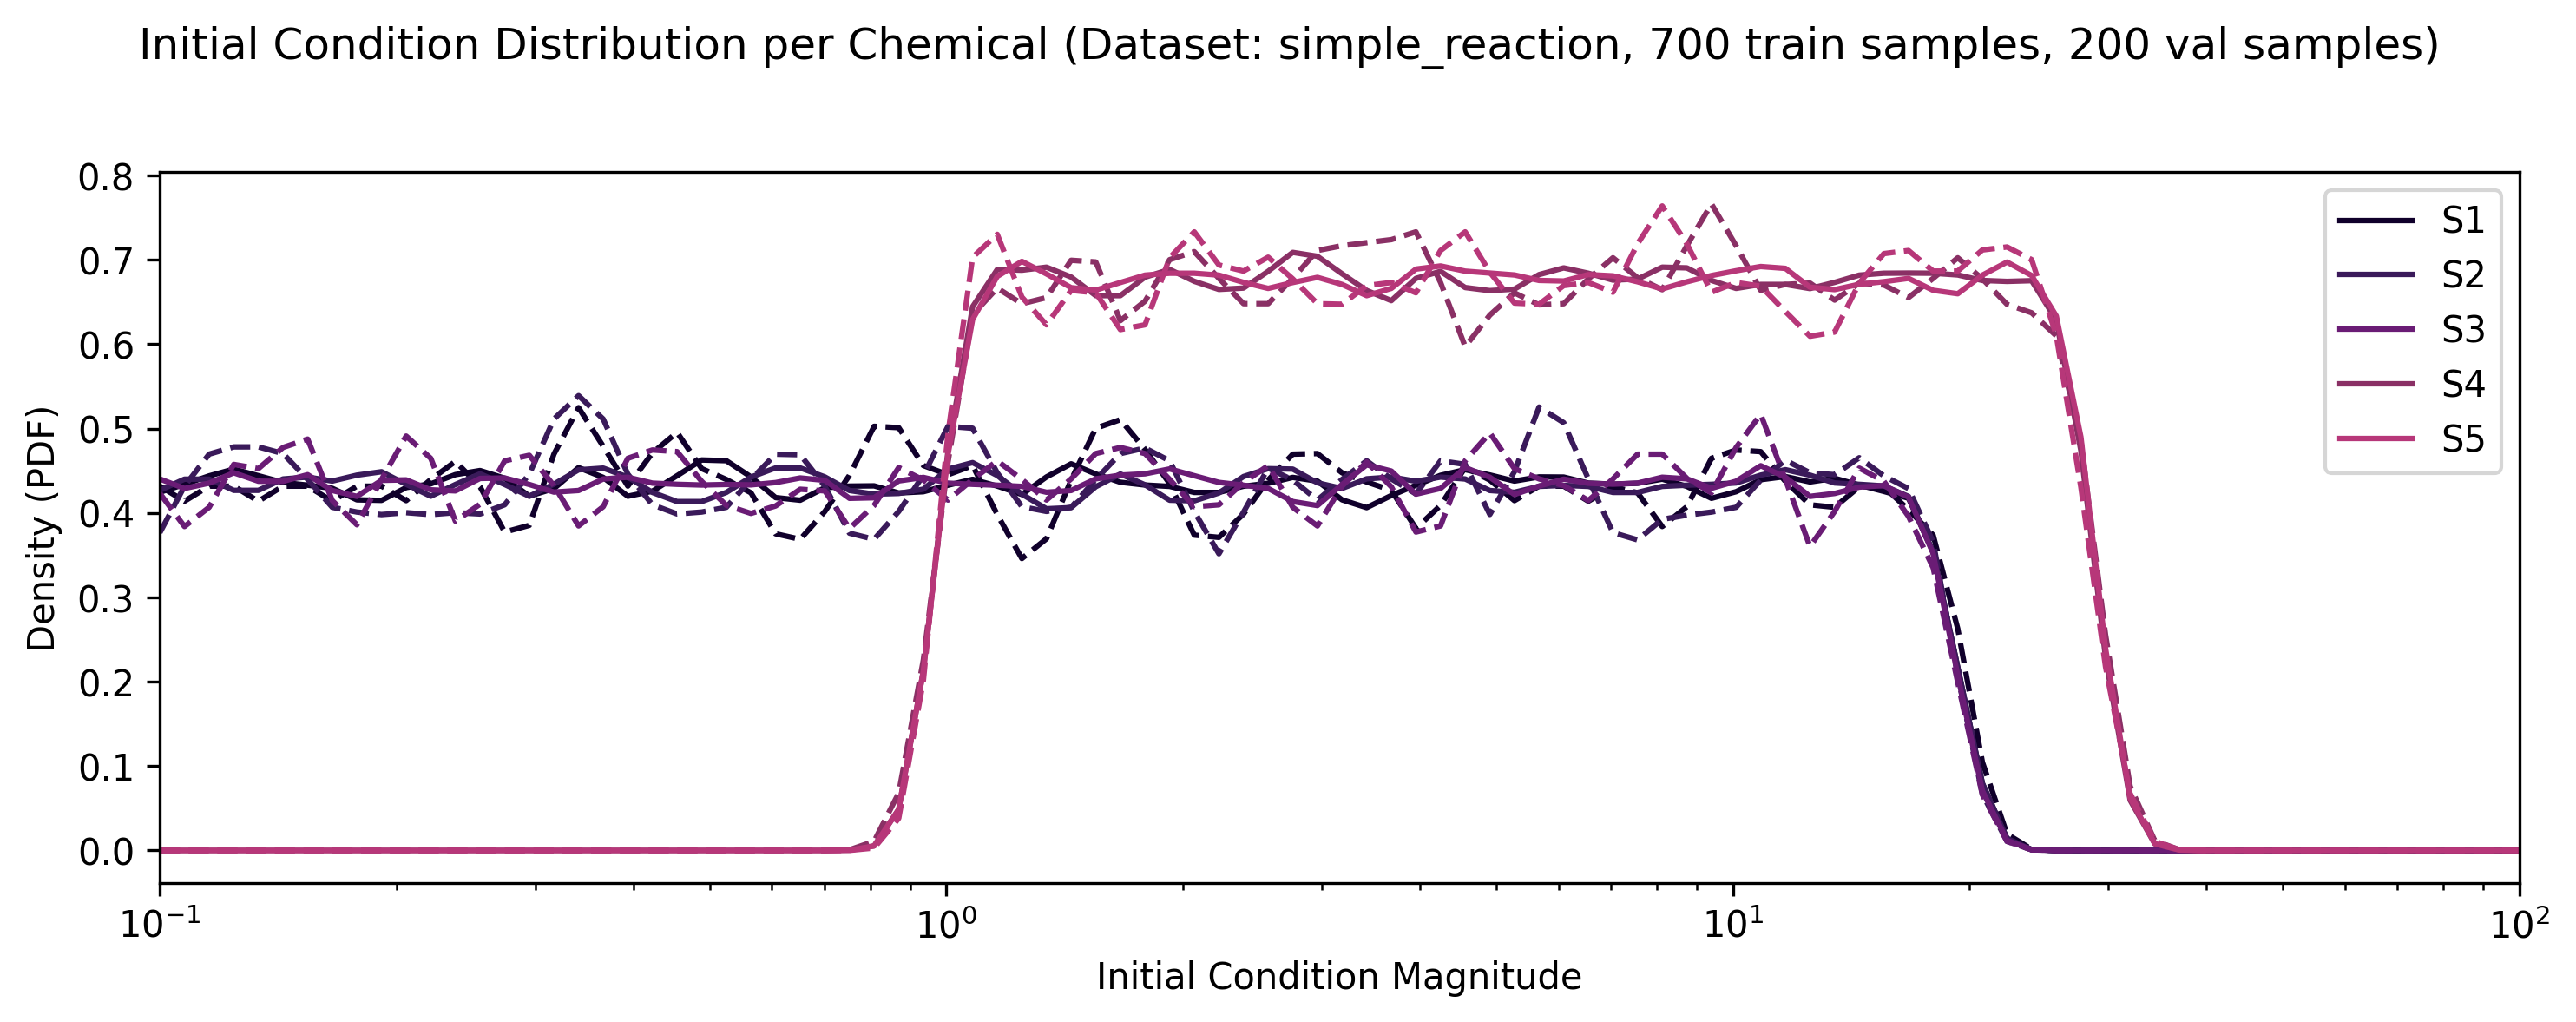 Initial Condition Distribution per Chemical (Dataset: simple_reaction, 700 train samples, 200 val samples)
0.8
0.7
0.6
0.5
0.4
0.3
0.2
0.1
0.0
Density (PDF)
S1
S2
S3
S4
S5
10⁻¹
10⁰
10¹
10²
Initial Condition Magnitude